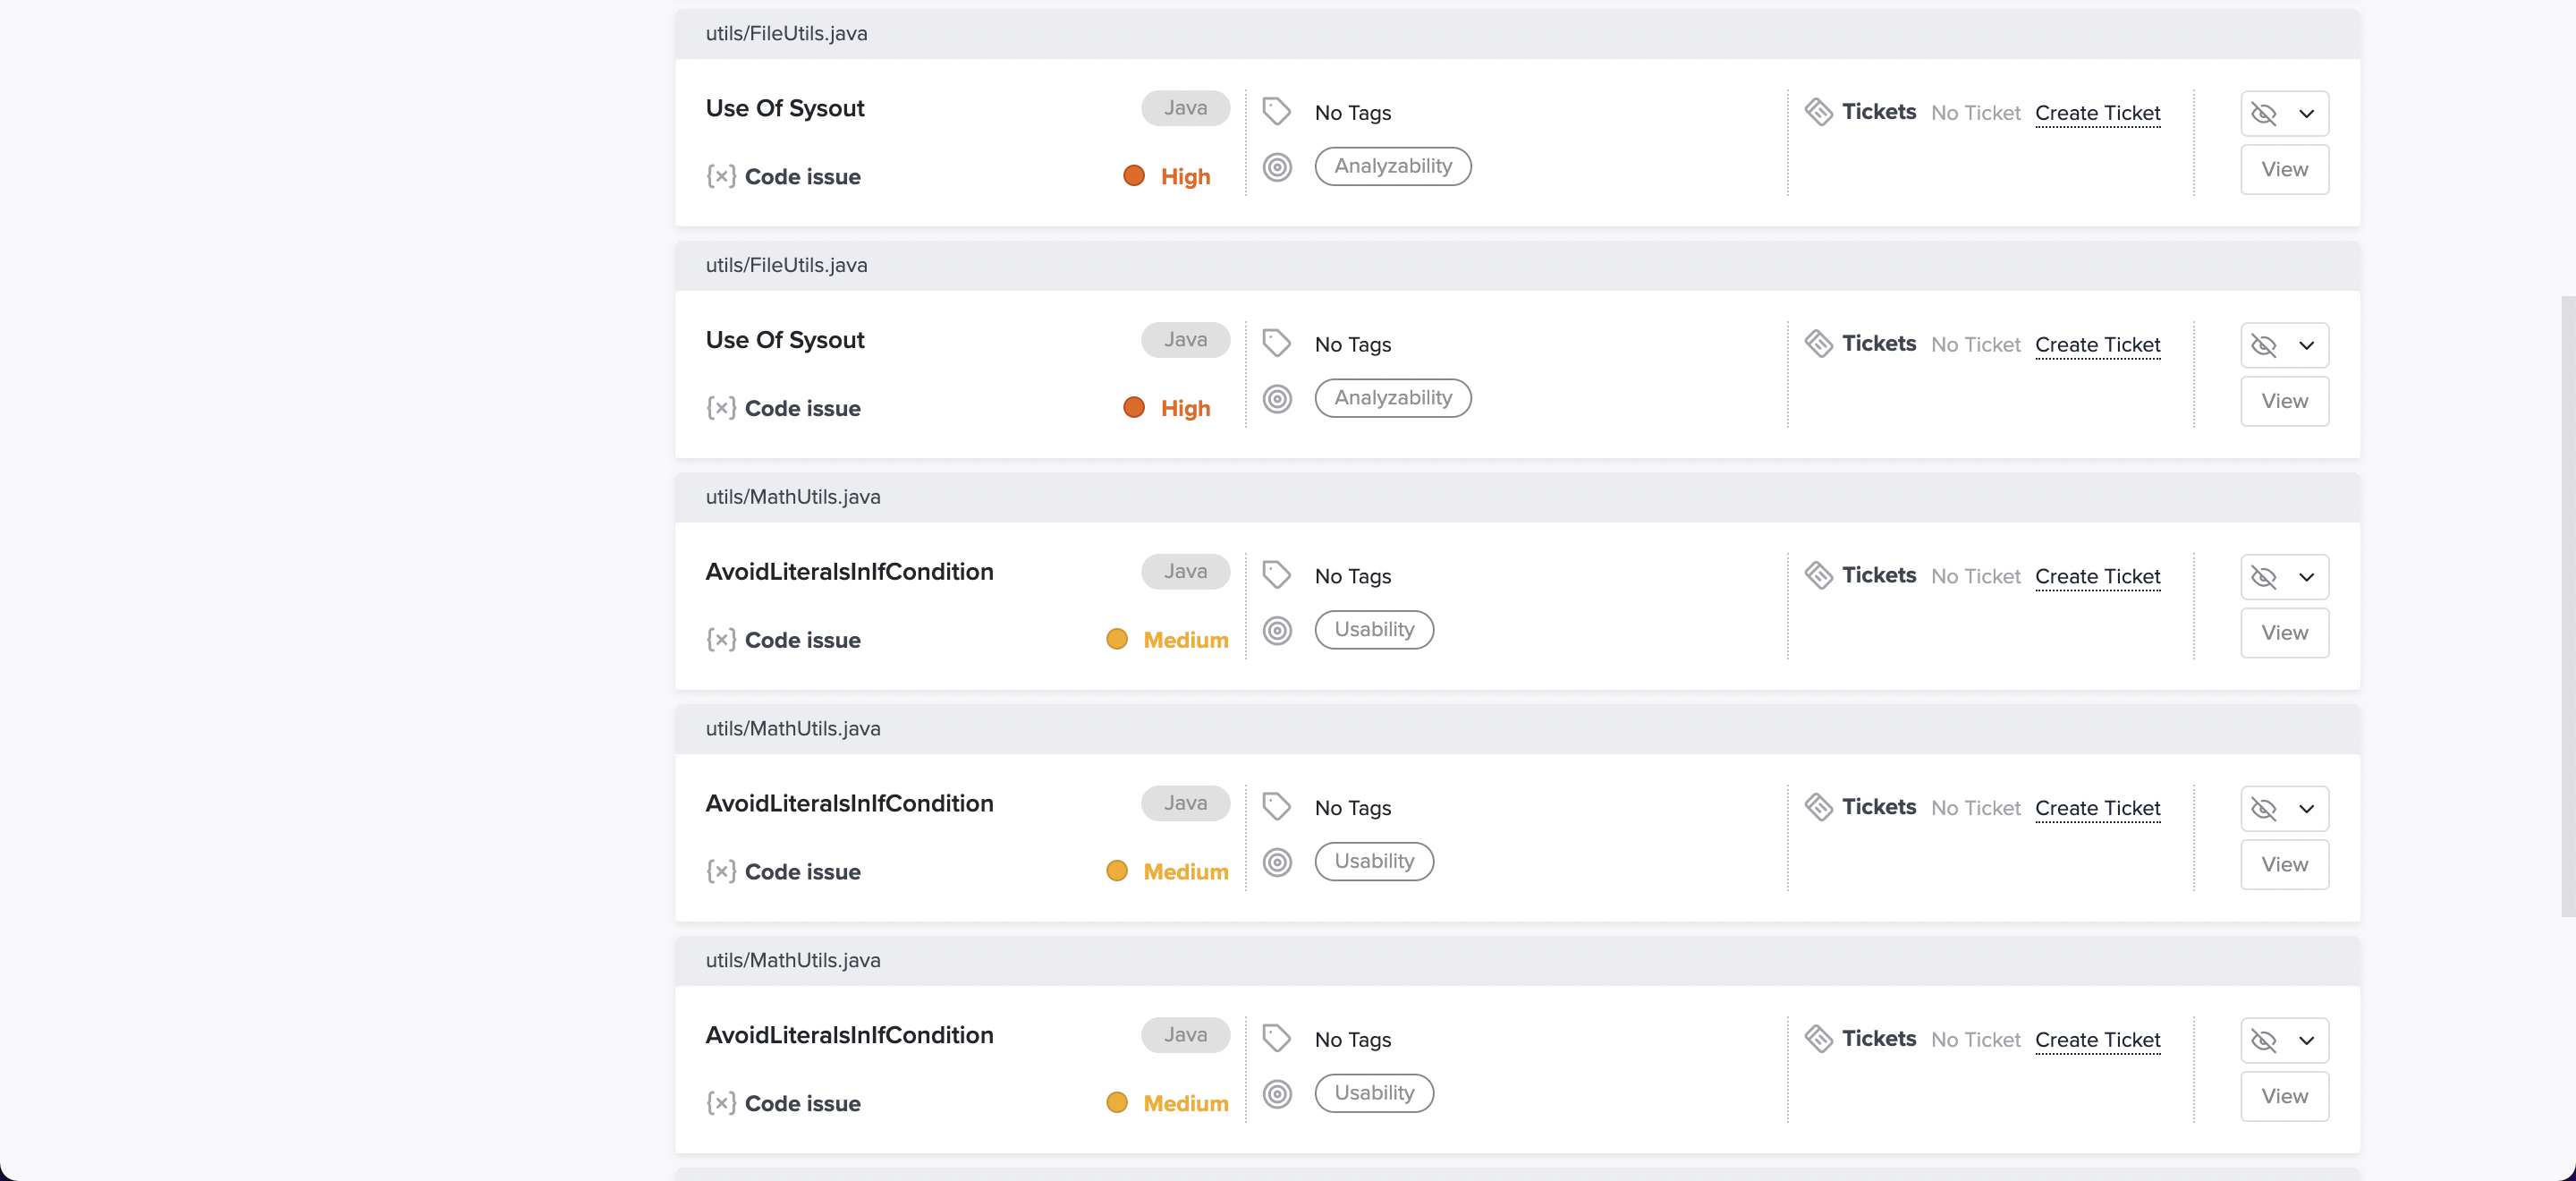 utils/FileUtils.java
Use Of Sysout Java No Tags Tickets No Ticket Create Ticket
Analyzability
Code issue High View
utils/FileUtils.java
Use Of Sysout Java No Tags Tickets No Ticket Create Ticket
Analyzability
Code issue High View
utils/MathUtils.java
AvoidLiteralsInIfCondition Java No Tags Tickets No Ticket Create Ticket
Usability
Code issue Medium View
utils/MathUtils.java
AvoidLiteralsInIfCondition Java No Tags Tickets No Ticket Create Ticket
Usability
Code issue Medium View
utils/MathUtils.java
AvoidLiteralsInIfCondition Java No Tags Tickets No Ticket Create Ticket
Usability
Code issue Medium View